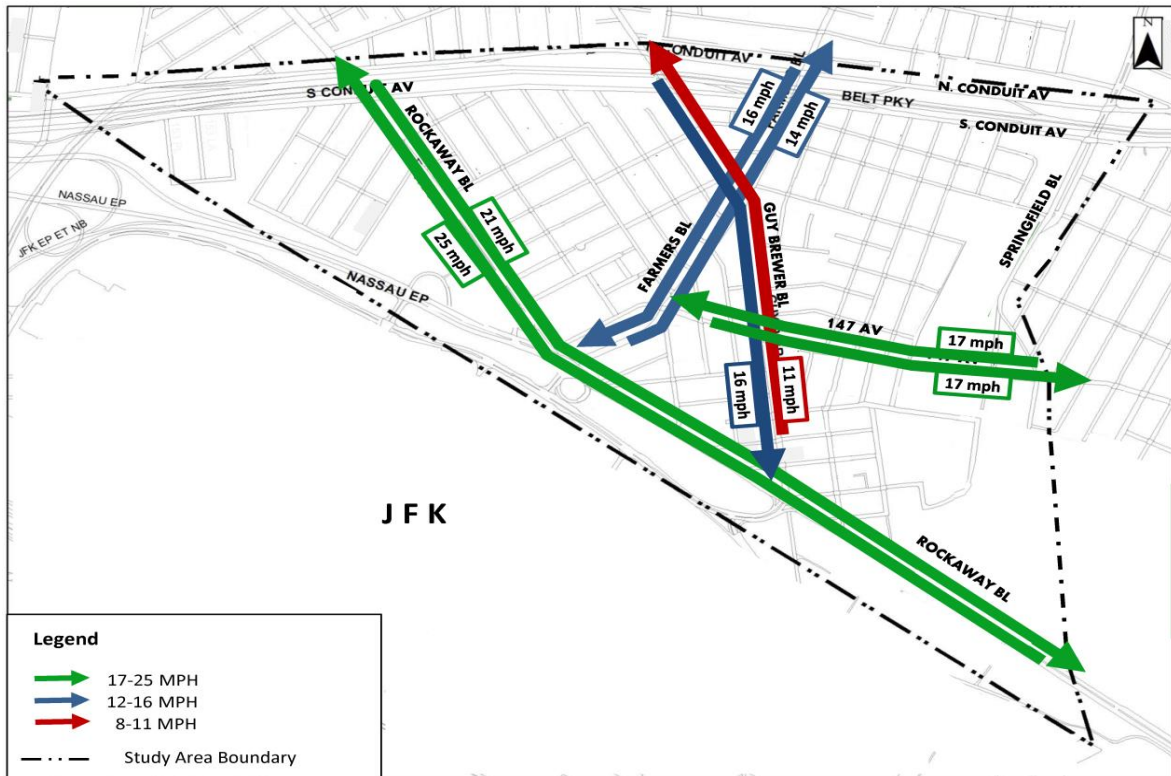 N
N. CONDUIT AV
S CONDUIT AV
BL
16 mph
14 mph
BELT PKY
N. CONDUIT AV
S. CONDUIT AV
ROCKAWAY BL
21 mph
25 mph
NASSAU EP
JFK EP ET NB
NASSAU EP
FARMERS BL
GUY BREWER BL
SPRINGFIELD BL
147 AV
17 mph
17 mph
16 mph
11 mph
J F K
ROCKAWAY BL
Legend
17-25 MPH
12-16 MPH
8-11 MPH
Study Area Boundary